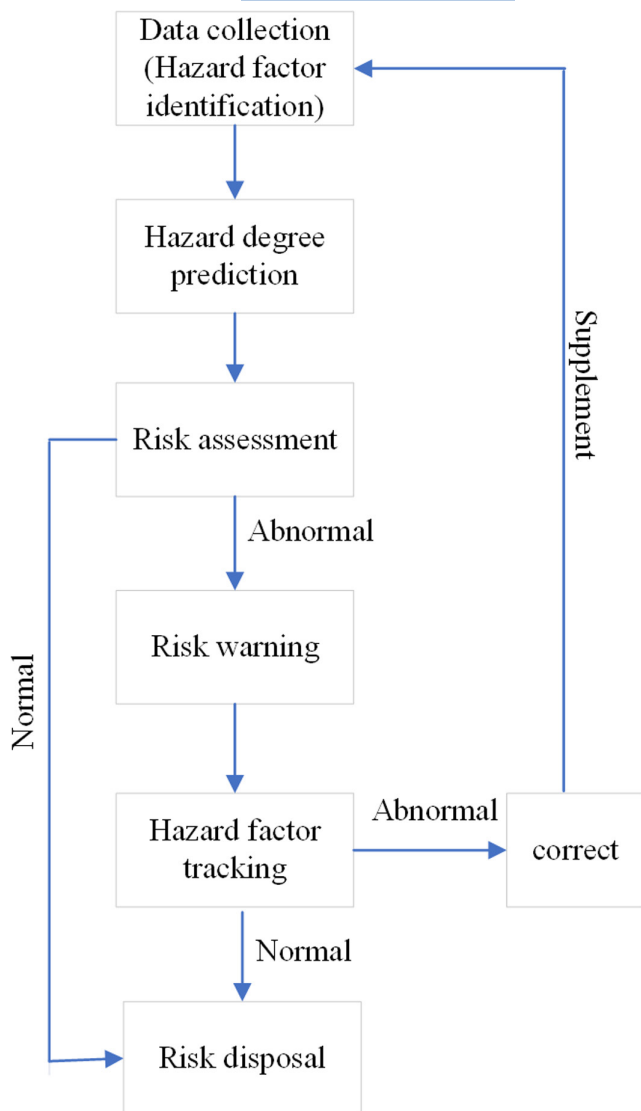 Data collection
(Hazard factor
identification)
Hazard degree
prediction
Supplement
Risk assessment
Abnormal
Risk warning
Normal
Hazard factor
tracking
Abnormal
correct
Normal
Risk disposal